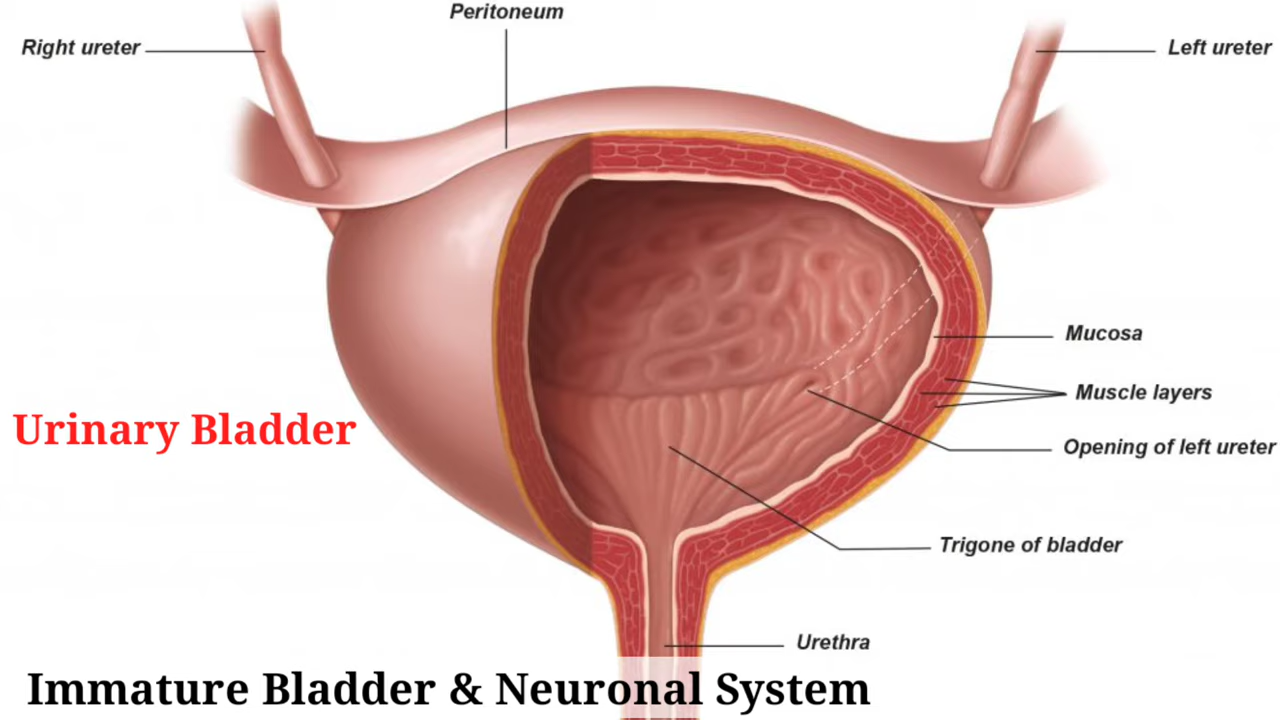 Peritoneum
Right ureter
Left ureter
Mucosa
Muscle layers
Urinary Bladder
Opening of left ureter
Trigone of bladder
Urethra
Immature Bladder & Neuronal System